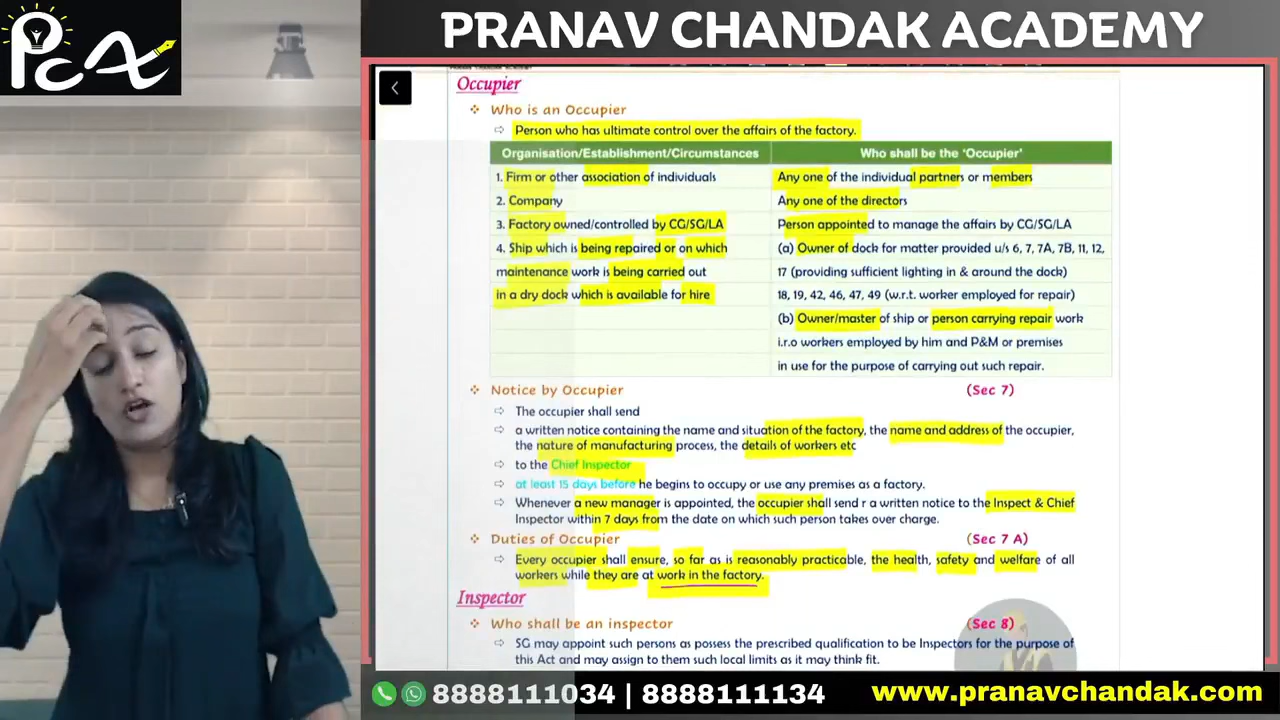 PCA
PRANAV CHANDAK ACADEMY
PRANAV CHANDAK ACADEMY
Occupier
❖ Who is an Occupier
⇨ Person who has ultimate control over the affairs of the factory.
Organisation/Establishment/Circumstances Who shall be the 'Occupier'
1. Firm or other association of individuals Any one of the individual partners or members
2. Company Any one of the directors
3. Factory owned/controlled by CG/SG/LA Person appointed to manage the affairs by CG/SG/LA
4. Ship which is being repaired or on which (a) Owner of dock for matter provided u/s 6, 7, 7A, 7B, 11, 12,
maintenance work is being carried out 17 (providing sufficient lighting in & around the dock)
in a dry dock which is available for hire 18, 19, 42, 46, 47, 49 (w.r.t. worker employed for repair)
(b) Owner/master of ship or person carrying repair work
i.r.o workers employed by him and P&M or premises
in use for the purpose of carrying out such repair.
❖ Notice by Occupier (Sec 7)
⇨ The occupier shall send
⇨ a written notice containing the name and situation of the factory, the name and address of the occupier,
the nature of manufacturing process, the details of workers etc
⇨ to the Chief Inspector
⇨ at least 15 days before he begins to occupy or use any premises as a factory.
⇨ Whenever a new manager is appointed, the occupier shall send r a written notice to the Inspect & Chief
Inspector within 7 days from the date on which such person takes over charge.
❖ Duties of Occupier (Sec 7 A)
⇨ Every occupier shall ensure, so far as is reasonably practicable, the health, safety and welfare of all
workers while they are at work in the factory.
Inspector
❖ Who shall be an inspector (Sec 8)
⇨ SG may appoint such persons as possess the prescribed qualification to be Inspectors for the purpose of
this Act and may assign to them such local limits as it may think fit.
8888111034 | 8888111134 www.pranavchandak.com